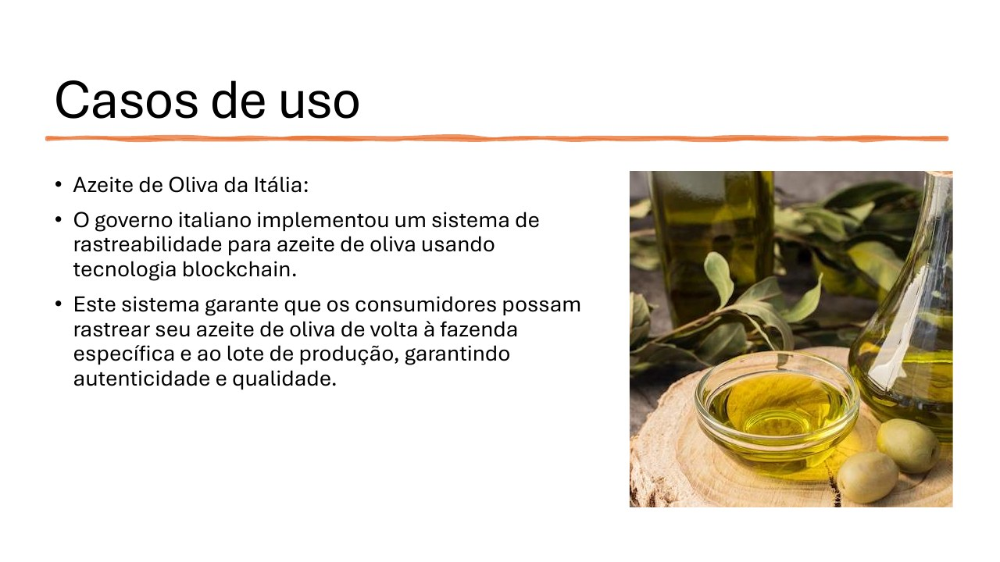 Casos de uso
• Azeite de Oliva da Itália:
• O governo italiano implementou um sistema de
rastreabilidade para azeite de oliva usando
tecnologia blockchain.
• Este sistema garante que os consumidores possam
rastrear seu azeite de oliva de volta à fazenda
específica e ao lote de produção, garantindo
autenticidade e qualidade.